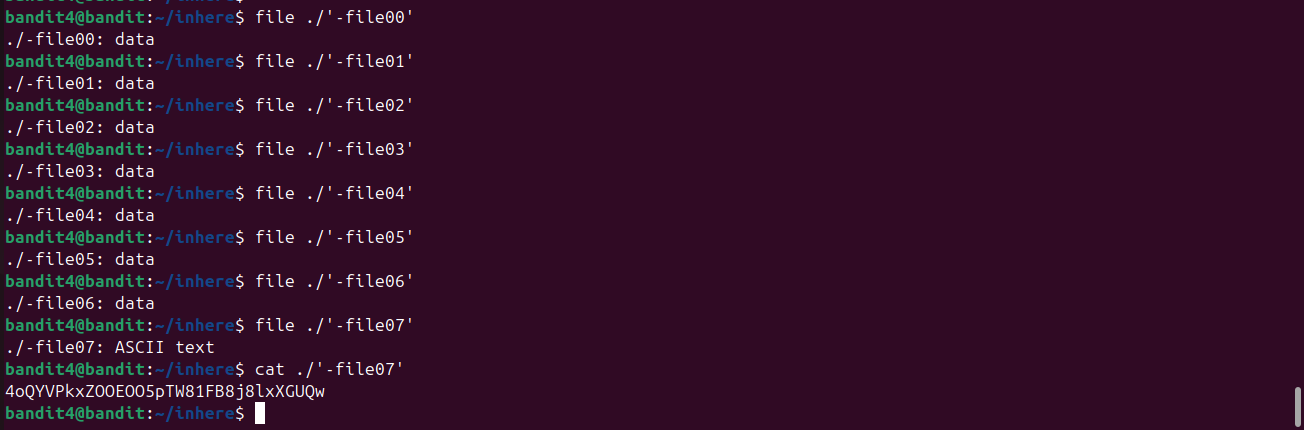 bandit4@bandit:~/inhere$ file ./'-file00'
./-file00: data
bandit4@bandit:~/inhere$ file ./'-file01'
./-file01: data
bandit4@bandit:~/inhere$ file ./'-file02'
./-file02: data
bandit4@bandit:~/inhere$ file ./'-file03'
./-file03: data
bandit4@bandit:~/inhere$ file ./'-file04'
./-file04: data
bandit4@bandit:~/inhere$ file ./'-file05'
./-file05: data
bandit4@bandit:~/inhere$ file ./'-file06'
./-file06: data
bandit4@bandit:~/inhere$ file ./'-file07'
./-file07: ASCII text
bandit4@bandit:~/inhere$ cat ./'-file07'
4oQYVPkxZOOEOO5pTW81FB8j8lxXGUQw
bandit4@bandit:~/inhere$